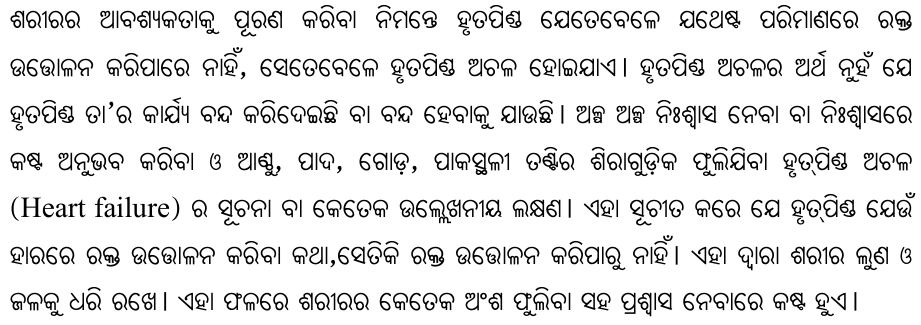 ଶରୀରର ଆବଶ୍ୟକତାକୁ ପୂରଣ କରିବା ନିମନ୍ତେ ହୃତପିଣ୍ଡ ଯେତେବେଳେ ଯଥେଷ୍ଟ ପରିମାଣରେ ରକ୍ତ
ଉତ୍ତୋଳନ କରିପାରେ ନାହିଁ, ସେତେବେଳେ ହୃତପିଣ୍ଡ ଅଚଳ ହୋଇଯାଏ। ହୃତପିଣ୍ଡ ଅଚଳର ଅର୍ଥ ନୁହଁ ଯେ
ହୃତପିଣ୍ଡ ତା’ର କାର୍ଯ୍ୟ ବନ୍ଦ କରିଦେଇଛି ବା ବନ୍ଦ ହେବାକୁ ଯାଉଛି। ଅଳ୍ପ ଅଳ୍ପ ନିଃଶ୍ୱାସ ନେବା ବା ନିଃଶ୍ୱାସରେ
କଷ୍ଟ ଅନୁଭବ କରିବା ଓ ଆଣ୍ଠୁ, ପାଦ, ଗୋଡ଼, ପାକସ୍ଥଳୀ ତଣ୍ଟିର ଶିରାଗୁଡ଼ିକ ଫୁଲିଯିବା ହୃତ୍‌ପିଣ୍ଡ ଅଚଳ
(Heart failure) ର ସୂଚନା ବା କେତେକ ଉଲ୍ଲେଖନୀୟ ଲକ୍ଷଣ। ଏହା ସୂଚୀତ କରେ ଯେ ହୃତ୍‌ପିଣ୍ଡ ଯେଉଁ
ହାରରେ ରକ୍ତ ଉତ୍ତୋଳନ କରିବା କଥା,ସେତିକି ରକ୍ତ ଉତ୍ତୋଳନ କରିପାରୁ ନାହିଁ। ଏହା ଦ୍ୱାରା ଶରୀର ଲୁଣ ଓ
ଜଳକୁ ଧରି ରଖେ। ଏହା ଫଳରେ ଶରୀରର କେତେକ ଅଂଶ ଫୁଲିବା ସହ ପ୍ରଶ୍ୱାସ ନେବାରେ କଷ୍ଟ ହୁଏ।